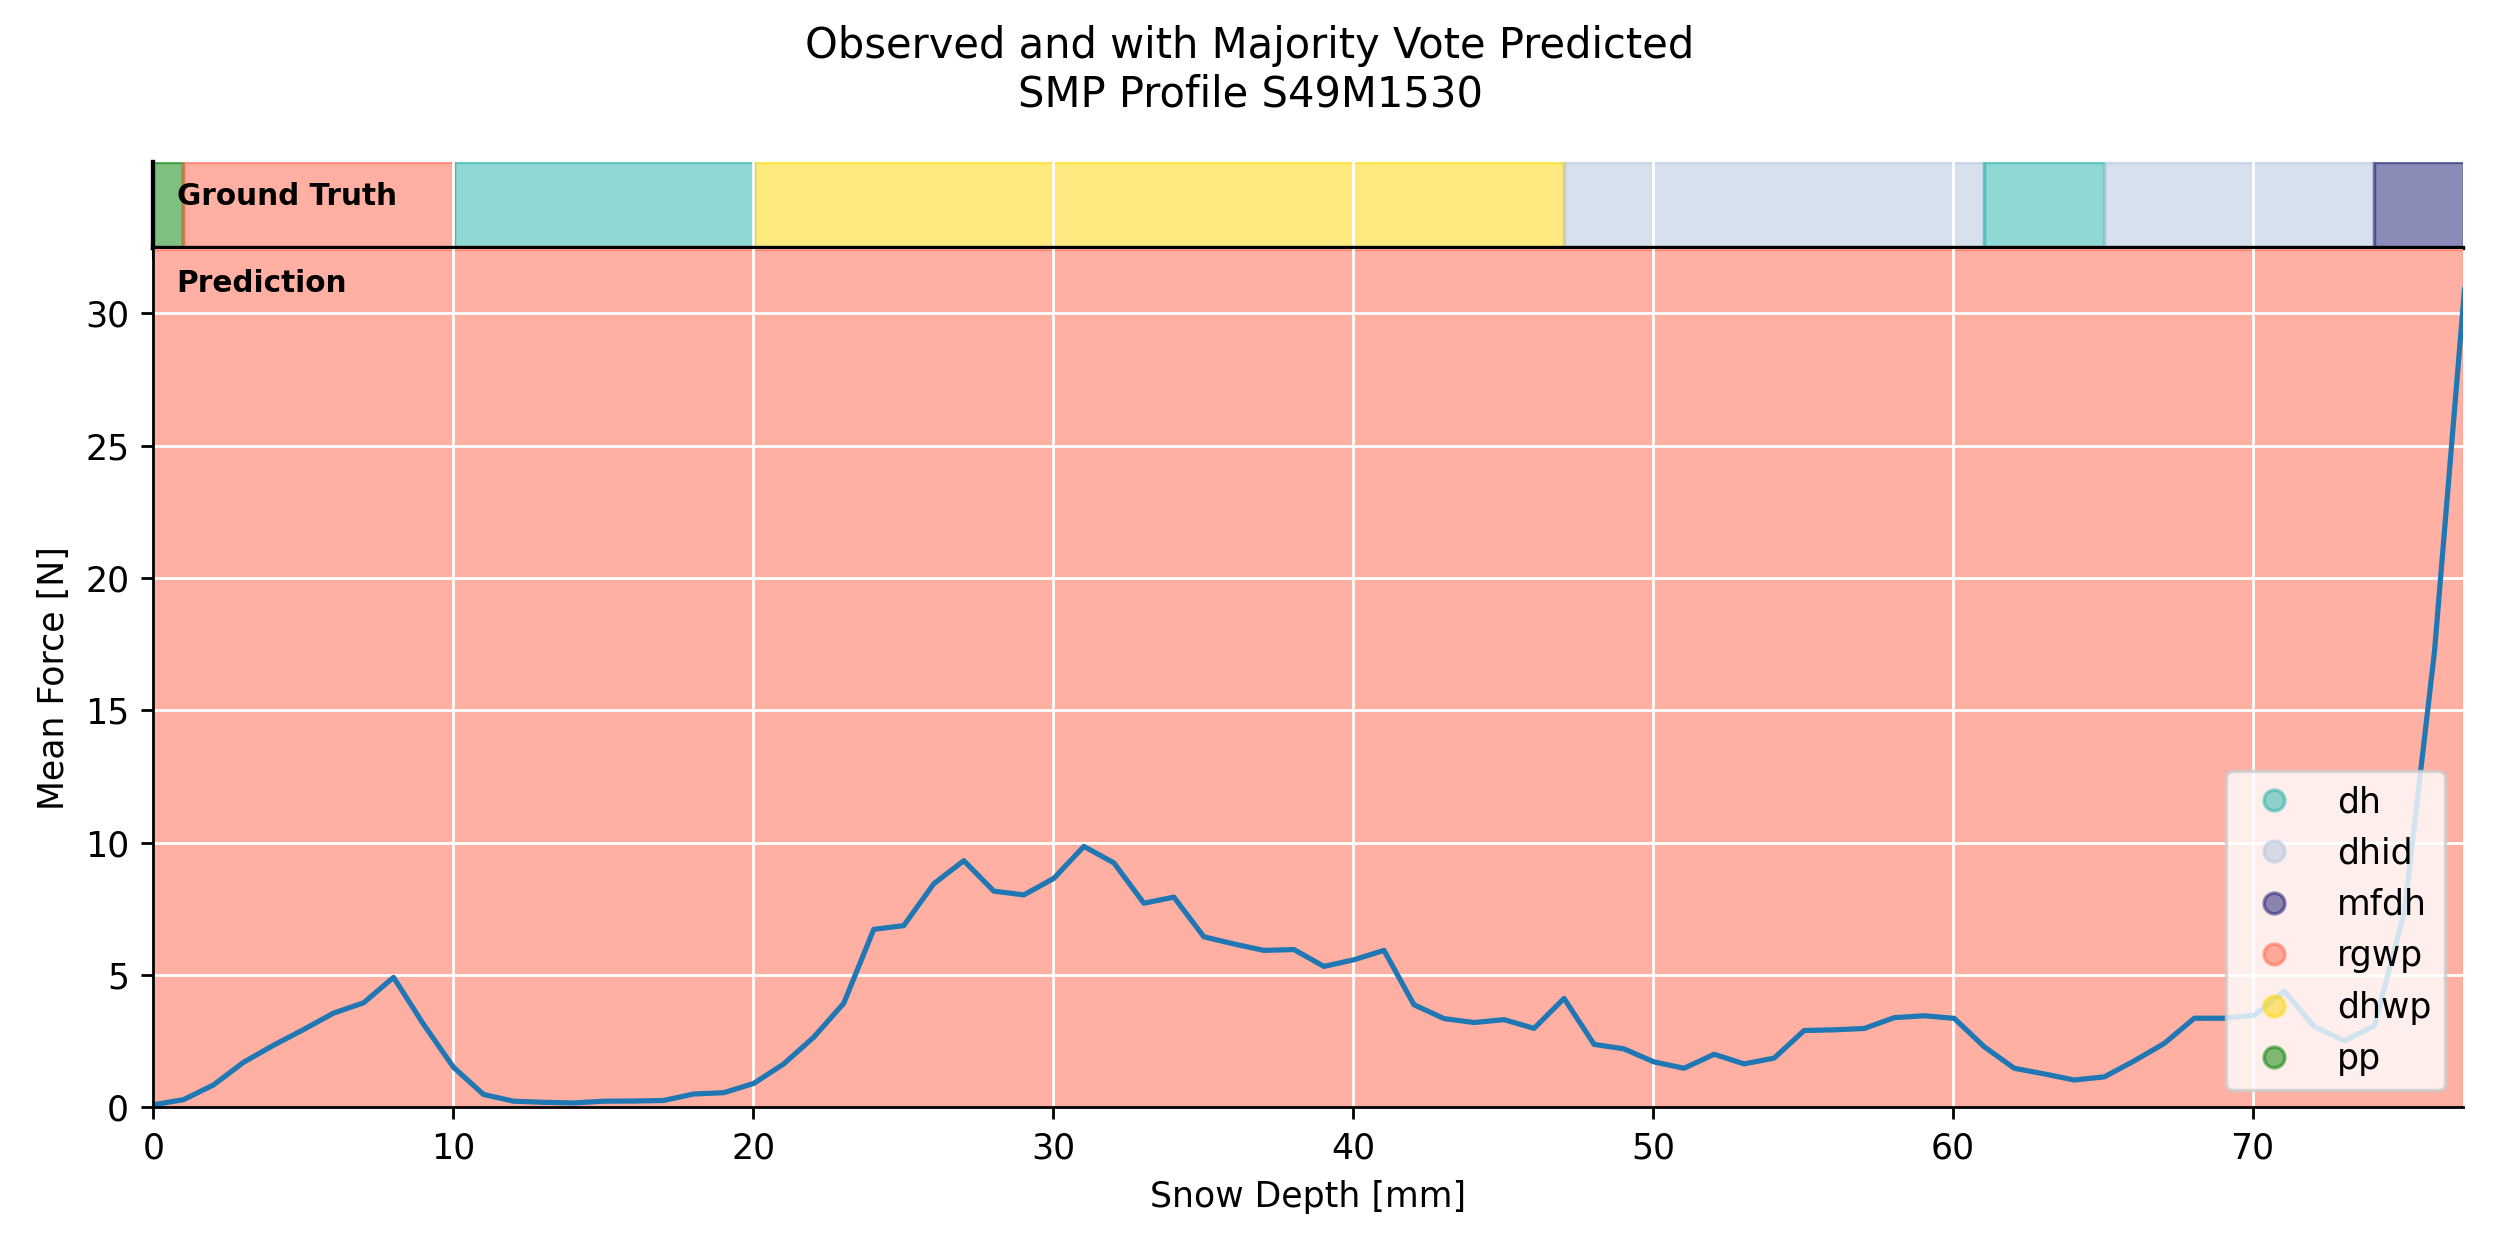 Observed and with Majority Vote Predicted
SMP Profile S49M1530
Ground Truth
Prediction
30
25
20
15
10
5
0
Mean Force [N]
dh
dhid
mfdh
rgwp
dhwp
pp
0 10 20 30 40 50 60 70
Snow Depth [mm]